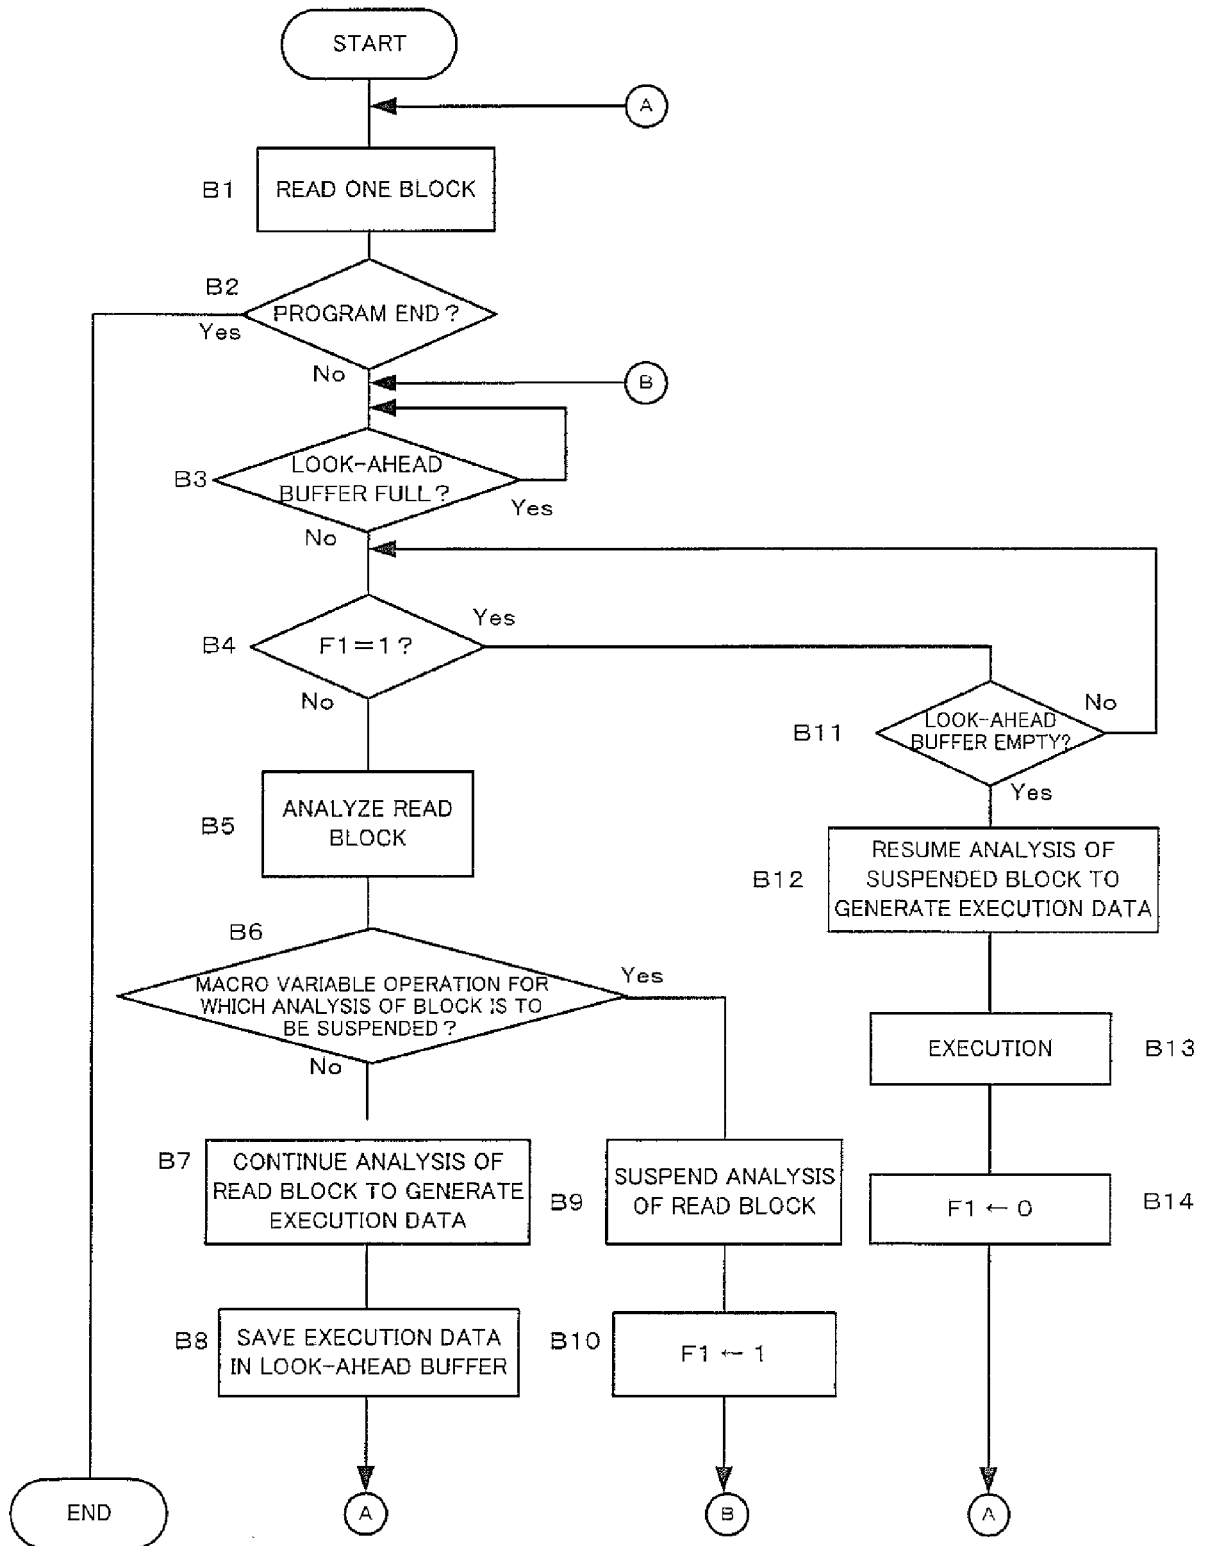 START
A
B1
READ ONE BLOCK
B2
PROGRAM END?
Yes
No
B
B3
LOOK-AHEAD
BUFFER FULL?
Yes
No
B4
F1=1?
Yes
No
B11
LOOK-AHEAD
BUFFER EMPTY?
No
Yes
B5
ANALYZE READ
BLOCK
B12
RESUME ANALYSIS OF
SUSPENDED BLOCK TO
GENERATE EXECUTION DATA
B6
MACRO VARIABLE OPERATION FOR
WHICH ANALYSIS OF BLOCK IS TO
BE SUSPENDED?
Yes
No
EXECUTION
B13
B7
CONTINUE ANALYSIS OF
READ BLOCK TO GENERATE
EXECUTION DATA
B9
SUSPEND ANALYSIS
OF READ BLOCK
F1 ← 0
B14
B8
SAVE EXECUTION DATA
IN LOOK-AHEAD BUFFER
B10
F1 ← 1
END
A
B
A